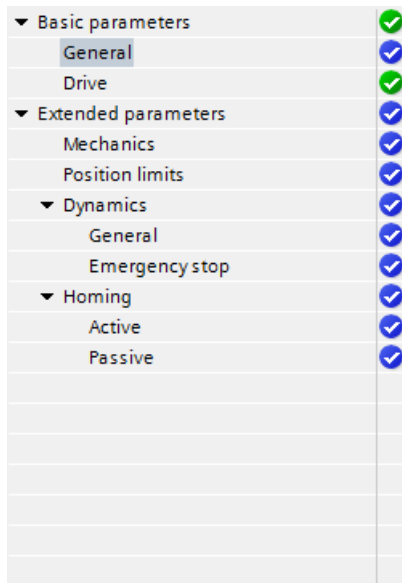 Basic parameters
General
Drive
Extended parameters
Mechanics
Position limits
Dynamics
General
Emergency stop
Homing
Active
Passive